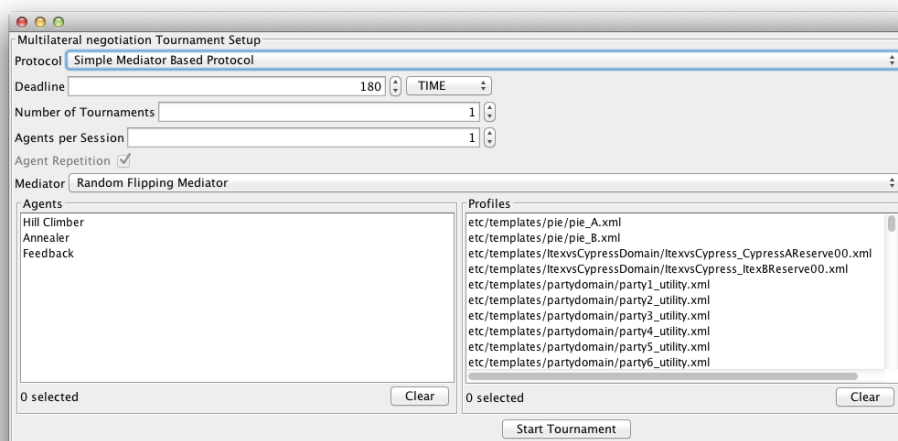 Multilateral negotiation Tournament Setup
Protocol Simple Mediator Based Protocol
Deadline 180 TIME
Number of Tournaments 1
Agents per Session 1
Agent Repetition
Mediator Random Flipping Mediator
Agents
Hill Climber
Annealer
Feedback
0 selected Clear
Profiles
etc/templates/pie/pie_A.xml
etc/templates/pie/pie_B.xml
etc/templates/ItexvsCypressDomain/ItexvsCypress_CypressAReserve00.xml
etc/templates/ItexvsCypressDomain/ItexvsCypress_ItexBReserve00.xml
etc/templates/partydomain/party1_utility.xml
etc/templates/partydomain/party2_utility.xml
etc/templates/partydomain/party3_utility.xml
etc/templates/partydomain/party4_utility.xml
etc/templates/partydomain/party5_utility.xml
etc/templates/partydomain/party6_utility.xml
0 selected Clear
Start Tournament